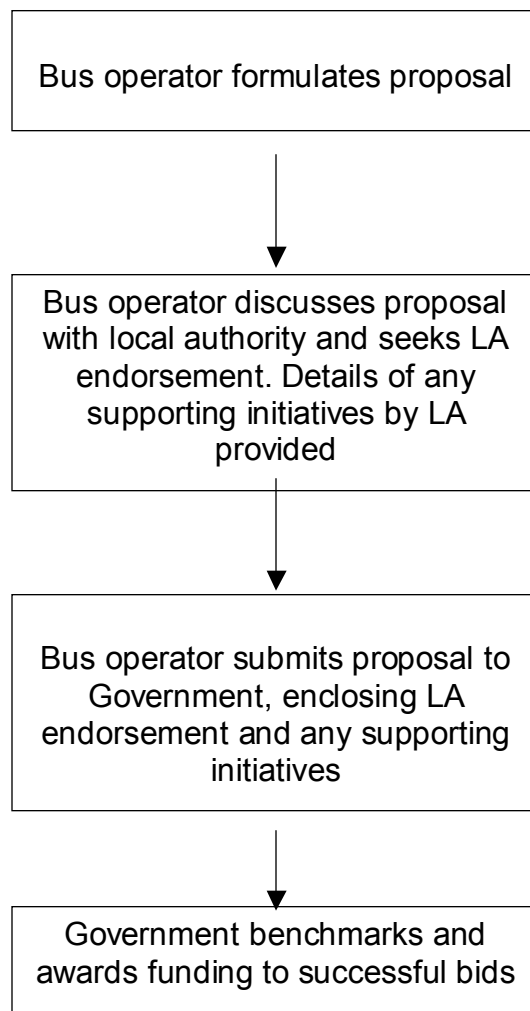 Bus operator formulates proposal
Bus operator discusses proposal
with local authority and seeks LA
endorsement. Details of any
supporting initiatives by LA
provided
Bus operator submits proposal to
Government, enclosing LA
endorsement and any supporting
initiatives
Government benchmarks and
awards funding to successful bids